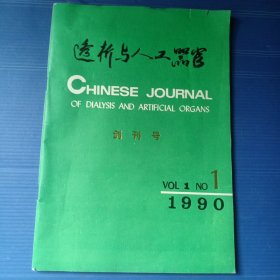 透析与人工器官
CHINESE JOURNAL
OF DIALYSIS AND ARTIFICIAL ORGANS
创刊号
VOL 1 NO 1
1990